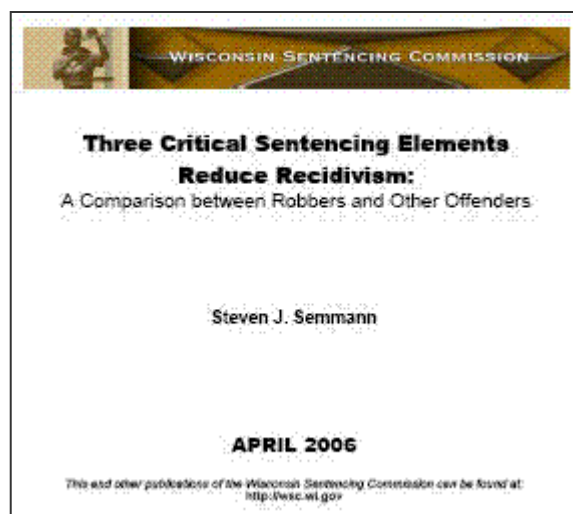 WISCONSIN SENTENCING COMMISSION
Three Critical Sentencing Elements
Reduce Recidivism:
A Comparison between Robbers and Other Offenders
Steven J. Semmann
APRIL 2006
This and other publications of the Wisconsin Sentencing Commission can be found at:
http://wsc.wi.gov